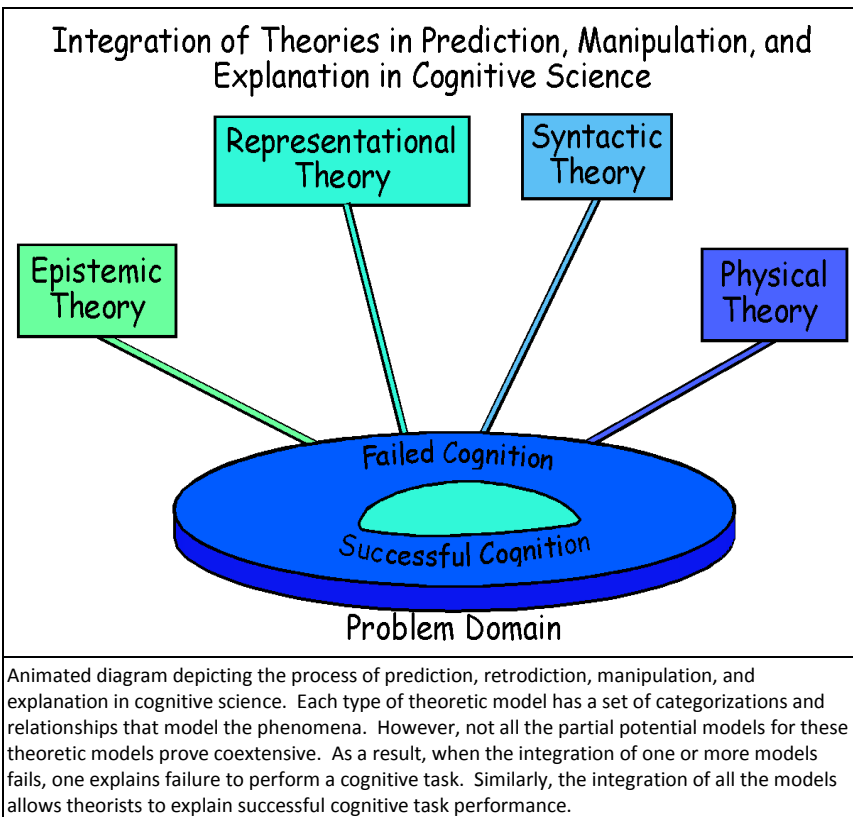 Integration of Theories in Prediction, Manipulation, and
Explanation in Cognitive Science
Representational
Theory
Syntactic
Theory
Epistemic
Theory
Physical
Theory
Failed Cognition
Successful Cognition
Problem Domain
Animated diagram depicting the process of prediction, retrodiction, manipulation, and
explanation in cognitive science.  Each type of theoretic model has a set of categorizations and
relationships that model the phenomena.  However, not all the partial potential models for these
theoretic models prove coextensive.  As a result, when the integration of one or more models
fails, one explains failure to perform a cognitive task.  Similarly, the integration of all the models
allows theorists to explain successful cognitive task performance.